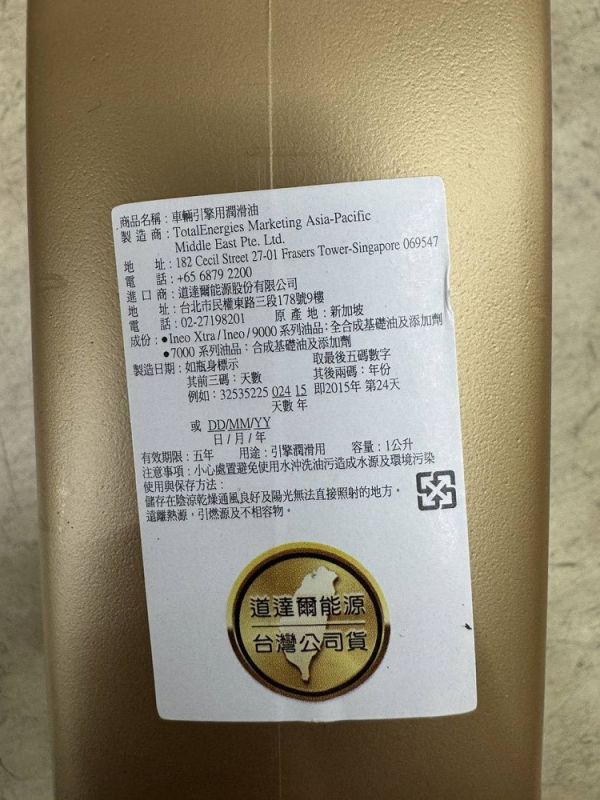 商品名稱：車輛引擎用潤滑油
製造商：TotalEnergies Marketing Asia-Pacific
Middle East Pte. Ltd.
地址：182 Cecil Street 27-01 Frasers Tower-Singapore 069547
電話：+65 6879 2200
進口商：道達爾能源股份有限公司
地址：台北市民權東路三段178號9樓
電話：02-27198201 原產地：新加坡
成份：●Ineo Xtra/Ineo/9000系列油品：全合成基礎油及添加劑
●7000 系列油品：合成基礎油及添加劑
製造日期：如瓶身標示 取最後五碼數字
其前三碼：天數 其後兩碼：年份
例如：32535225 024 15 即2015年 第24天
天數 年
或 DD/MM/YY
日/月/年
有效期限：五年 用途：引擎潤滑用 容量：1公升
注意事項：小心處置避免使用水沖洗油污造成水源及環境污染
使用與保存方法：
儲存在陰涼乾燥通風良好及陽光無法直接照射的地方。
遠離熱源，引燃源及不相容物。
道達爾能源
台灣公司貨